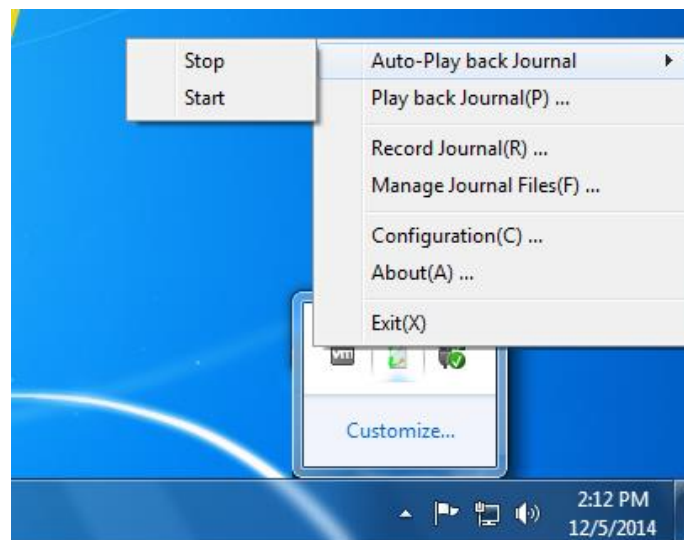 Stop
Start
Auto-Play back Journal
Play back Journal(P) ...
Record Journal(R) ...
Manage Journal Files(F) ...
Configuration(C) ...
About(A) ...
Exit(X)
vm
Customize...
2:12 PM
12/5/2014